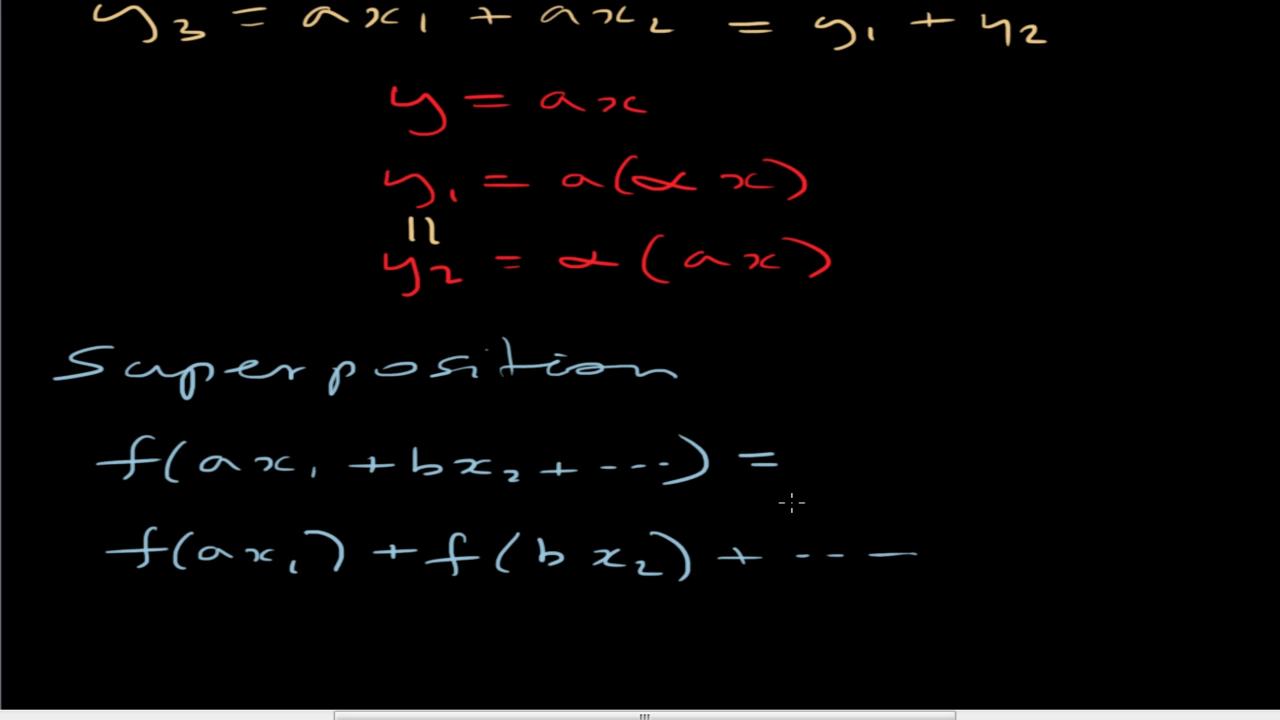 y₃ = ax₁ + ax₂ = y₁ + y₂
y = ax
y₁ = a(αx)
||
y₂ = α(ax)
Superposition
f(ax₁ + bx₂ + ---) =
f(ax₁) + f(bx₂) + ---